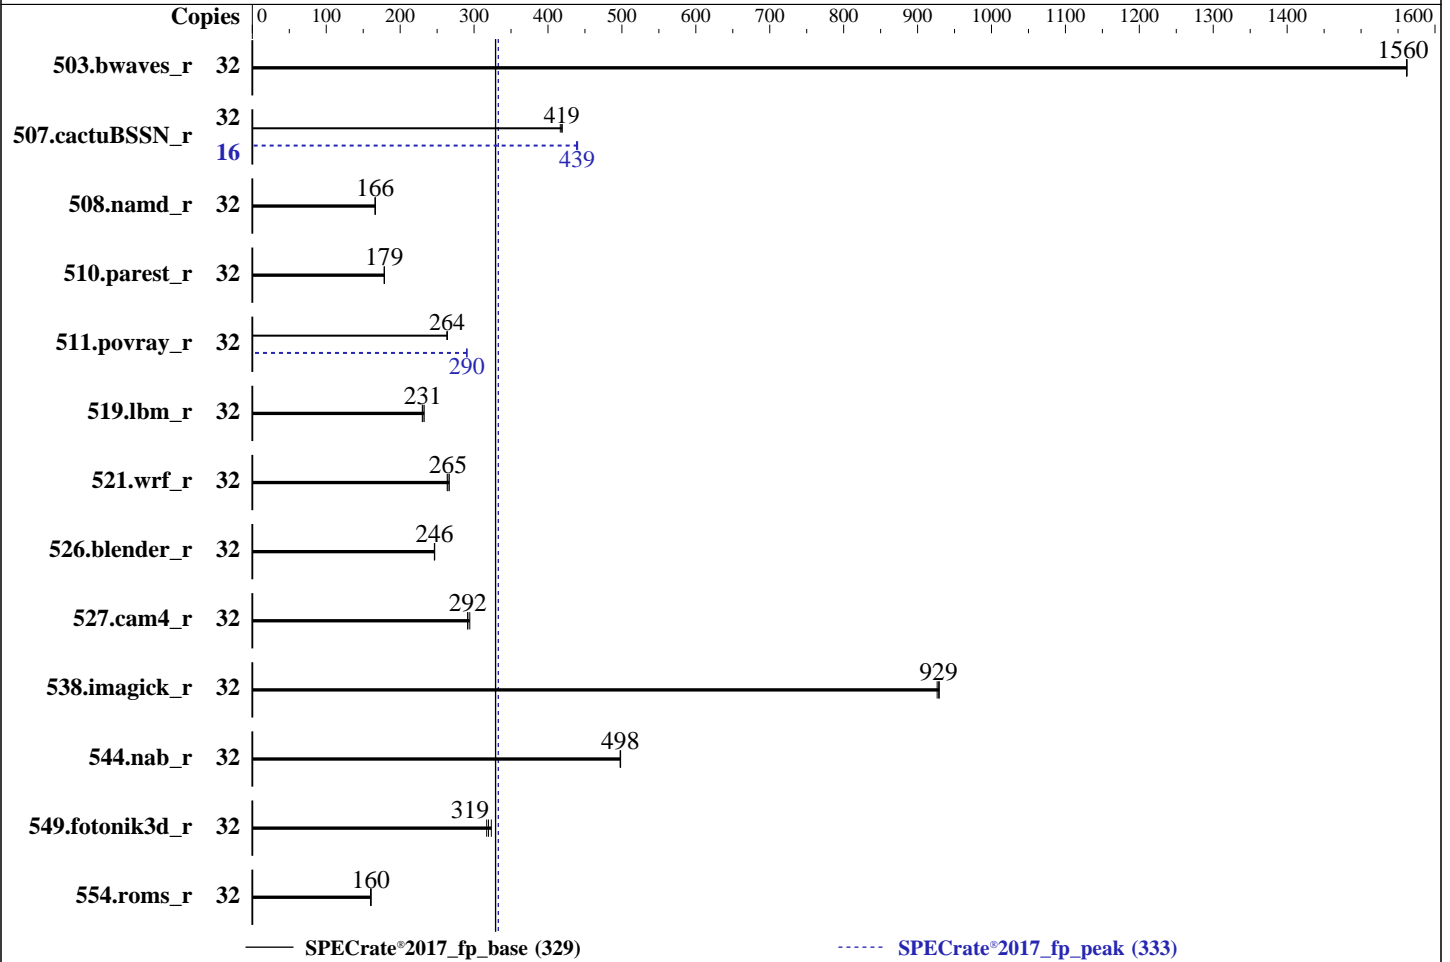 Copies 0 100 200 300 400 500 600 700 800 900 1000 1100 1200 1300 1400 1600
503.bwaves_r 32 1560
507.cactuBSSN_r 32 419
16 439
508.namd_r 32 166
510.parest_r 32 179
511.povray_r 32 264
290
519.lbm_r 32 231
521.wrf_r 32 265
526.blender_r 32 246
527.cam4_r 32 292
538.imagick_r 32 929
544.nab_r 32 498
549.fotonik3d_r 32 319
554.roms_r 32 160
SPECrate®2017_fp_base (329) SPECrate®2017_fp_peak (333)